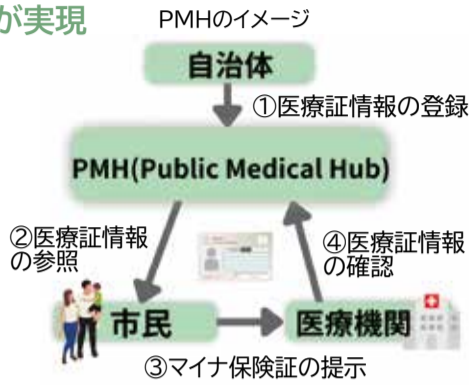 が実現
PMHのイメージ
自治体
①医療証情報の登録
PMH(Public Medical Hub)
②医療証情報
の参照
④医療証情報
の確認
市民
医療機関
③マイナ保険証の提示